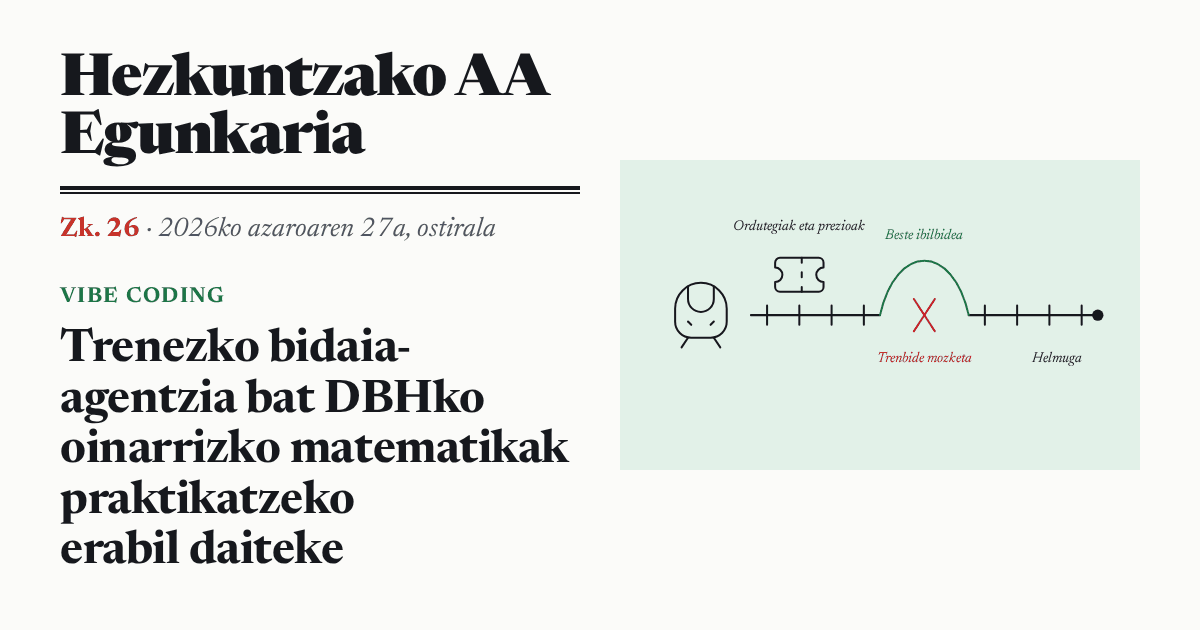 Hezkuntzako AA
Egunkaria
Zk. 26 · 2026ko azaroaren 27a, ostirala
VIBE CODING
Trenezko bidaia-
agentzia bat DBHko
oinarrizko matematikak
praktikatzeko
erabil daiteke
Ordutegiak eta prezioak
Beste ibilbidea
Trenbide mozketa
Helmuga